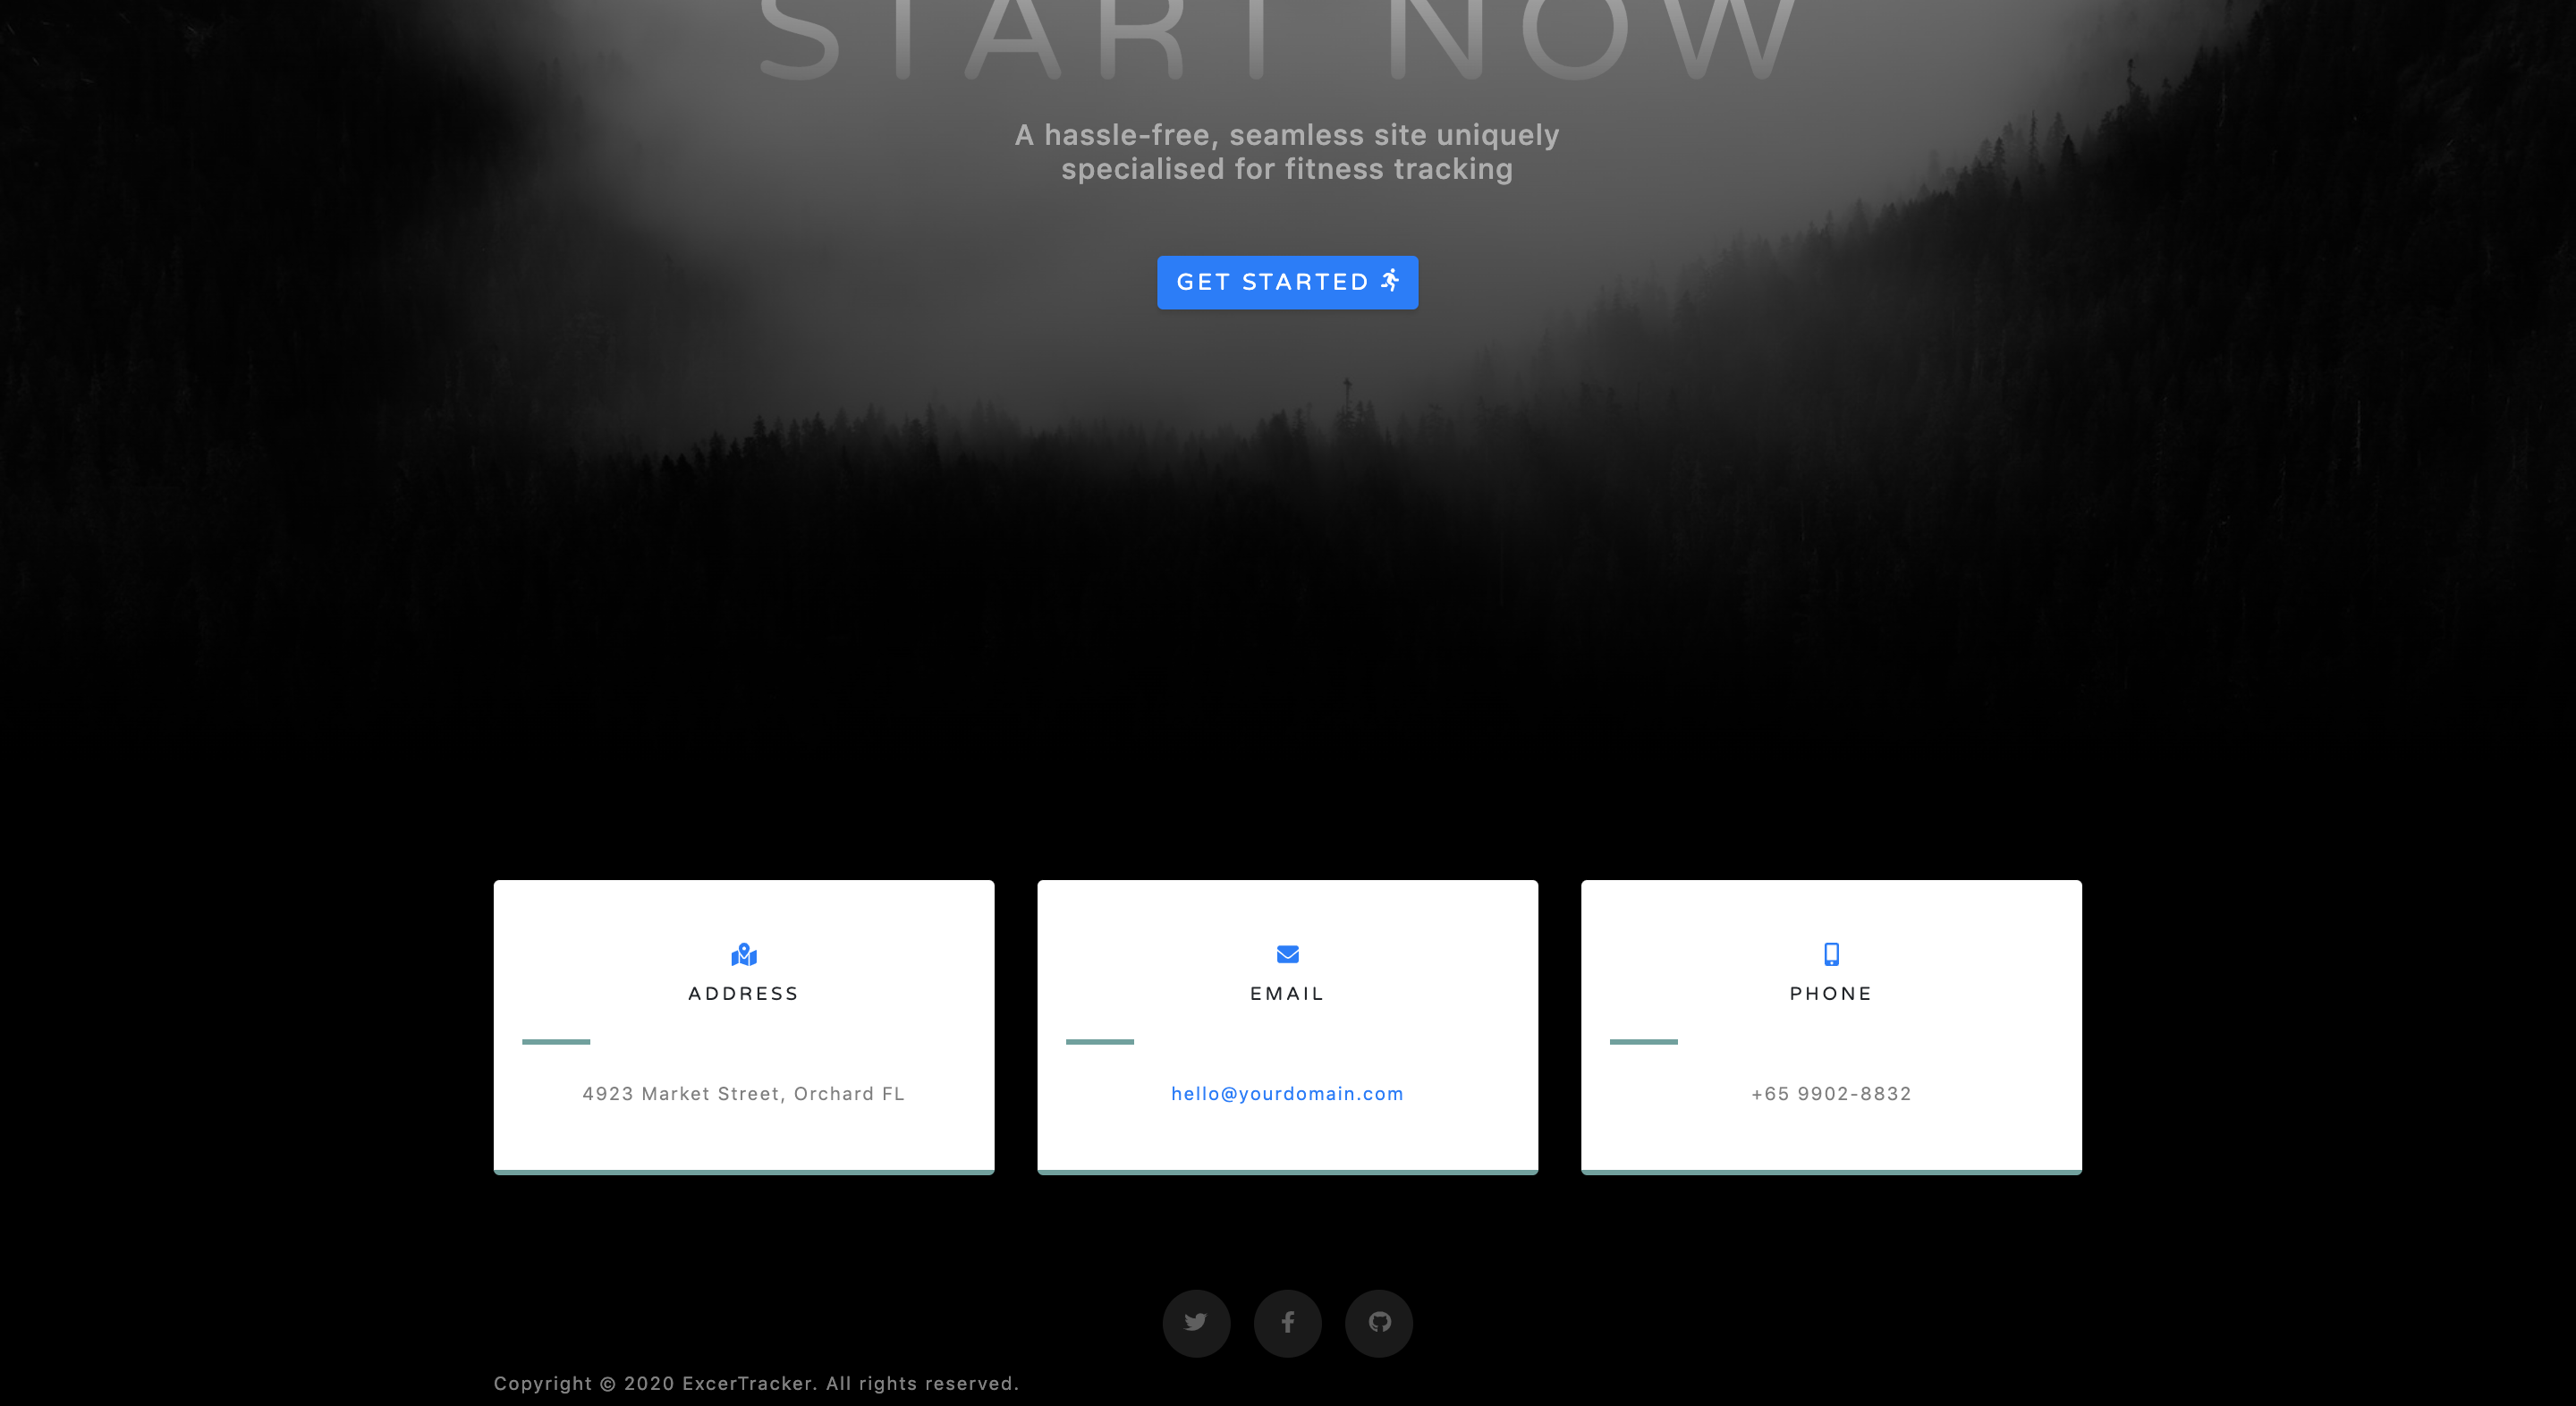 START NOW
A hassle-free, seamless site uniquely
specialised for fitness tracking
GET STARTED
ADDRESS
4923 Market Street, Orchard FL
EMAIL
hello@yourdomain.com
PHONE
+65 9902-8832
Copyright © 2020 ExcerTracker. All rights reserved.